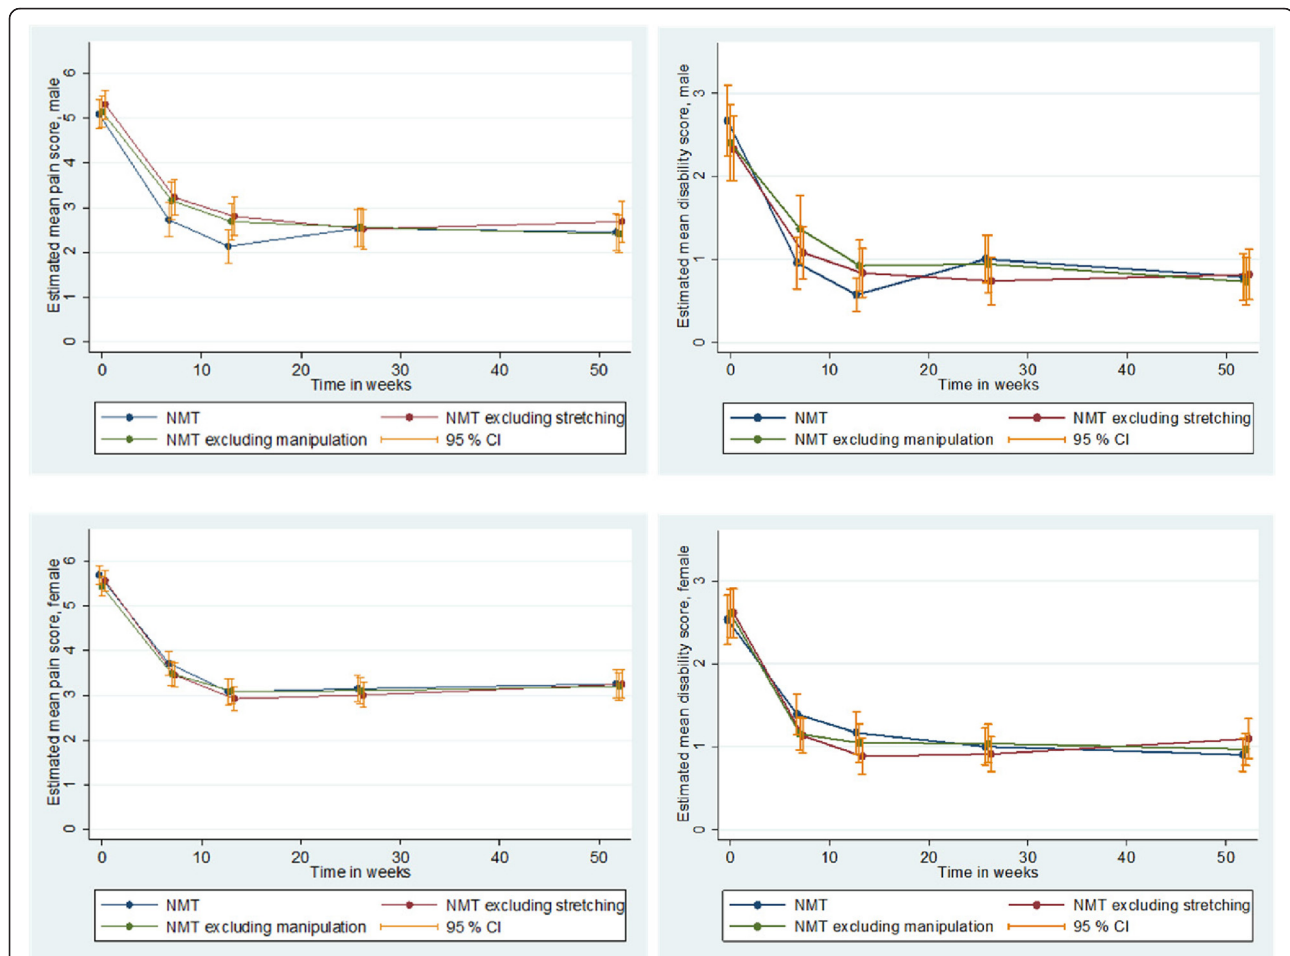 Estimated mean pain score, male
6
5
4
3
2
1
0
0 10 20 30 40 50
Time in weeks
NMT
NMT excluding stretching
NMT excluding manipulation
95 % CI
Estimated mean disability score, male
3
2
1
0
0 10 20 30 40 50
Time in weeks
NMT
NMT excluding stretching
NMT excluding manipulation
95 % CI
Estimated mean pain score, female
6
5
4
3
2
1
0
0 10 20 30 40 50
Time in weeks
NMT
NMT excluding stretching
NMT excluding manipulation
95 % CI
Estimated mean disability score, female
3
2
1
0
0 10 20 30 40 50
Time in weeks
NMT
NMT excluding stretching
NMT excluding manipulation
95 % CI